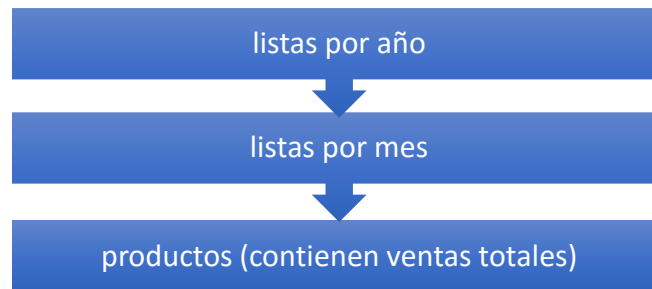 listas por año
listas por mes
productos (contienen ventas totales)